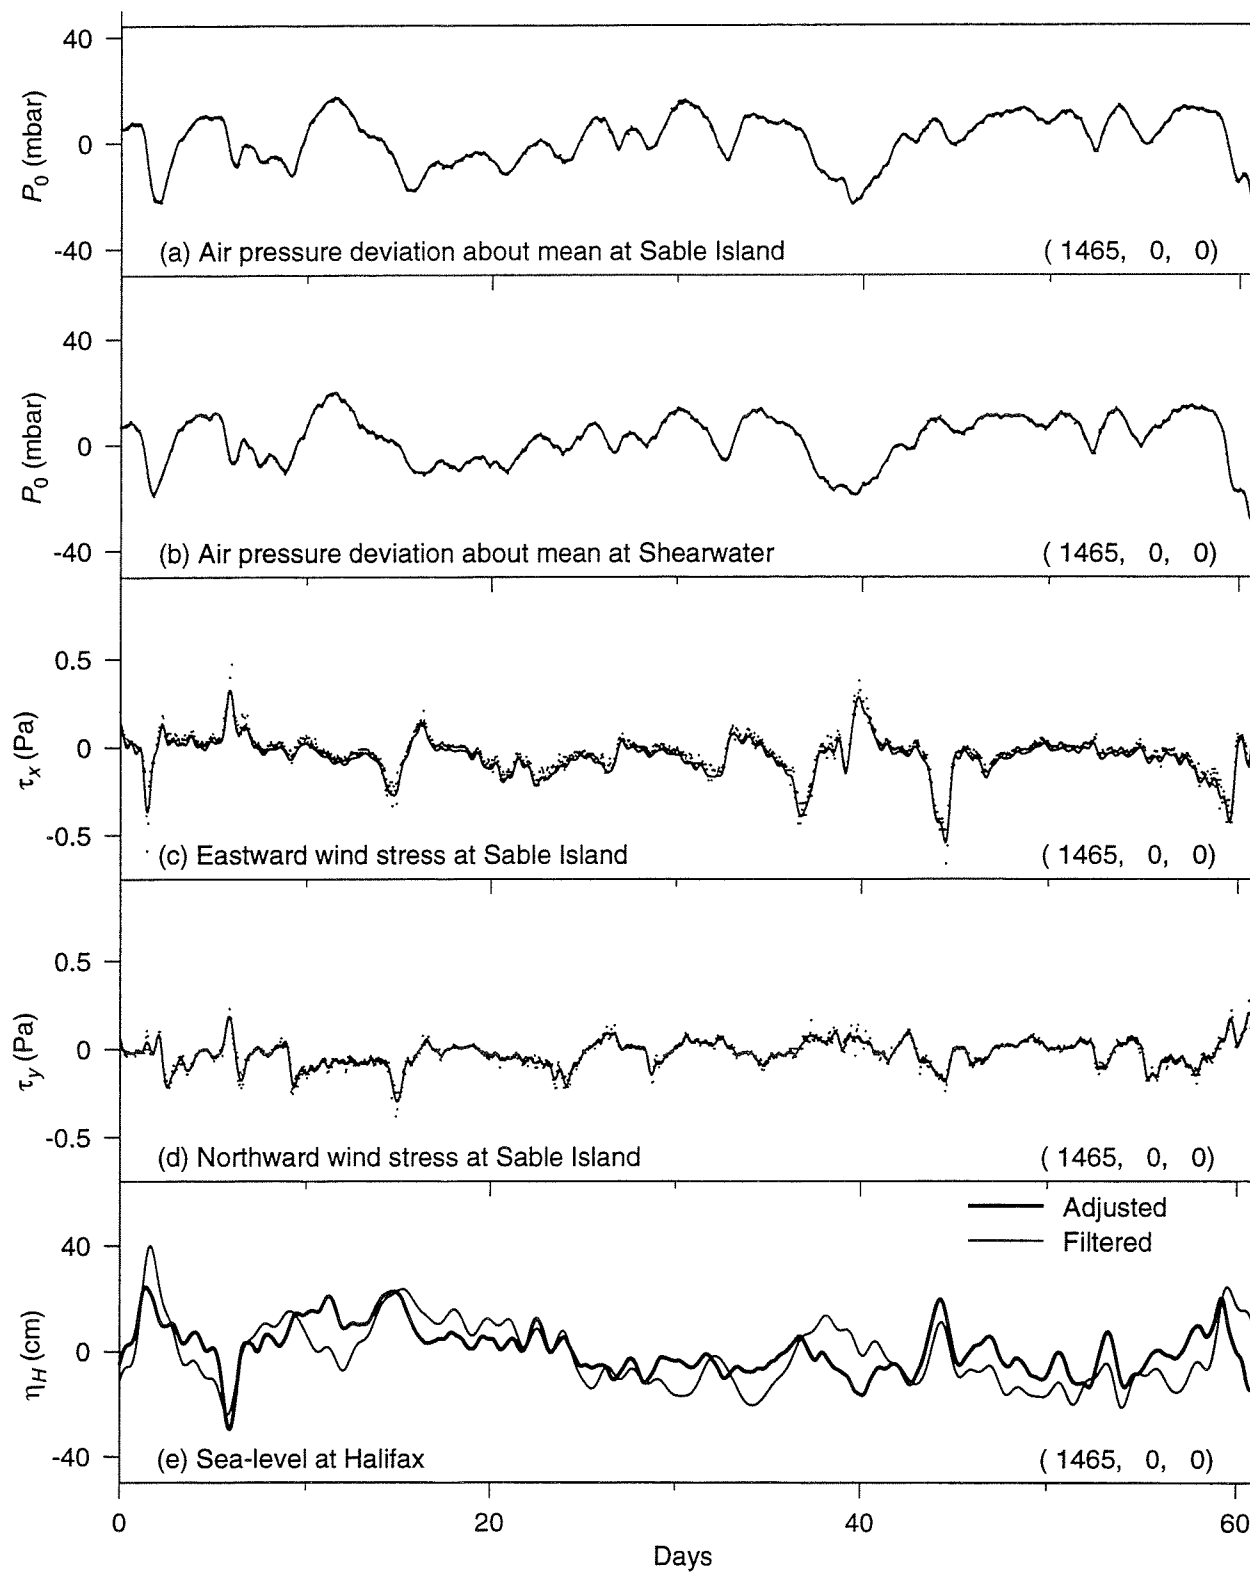 40
P0 (mbar)
0
-40
(a) Air pressure deviation about mean at Sable Island ( 1465, 0, 0)
40
P0 (mbar)
0
-40
(b) Air pressure deviation about mean at Shearwater ( 1465, 0, 0)
0.5
τx (Pa)
0
-0.5
(c) Eastward wind stress at Sable Island ( 1465, 0, 0)
0.5
τy (Pa)
0
-0.5
(d) Northward wind stress at Sable Island ( 1465, 0, 0)
Adjusted
Filtered
40
ηH (cm)
0
-40
(e) Sea-level at Halifax ( 1465, 0, 0)
0 20 40 60
Days